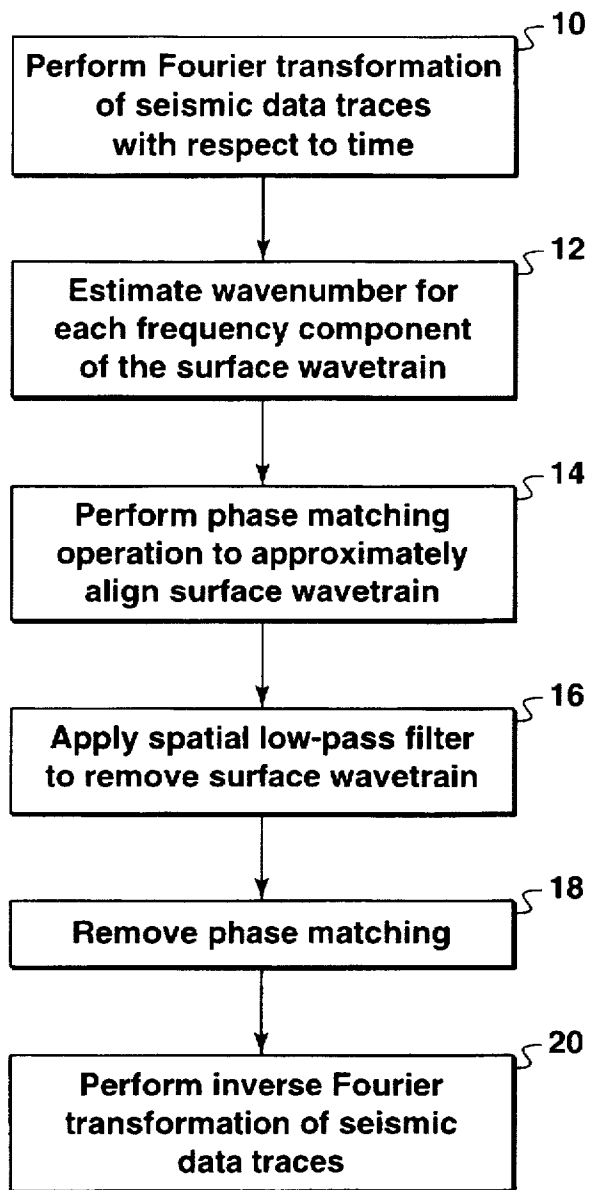 10
Perform Fourier transformation
of seismic data traces
with respect to time
12
Estimate wavenumber for
each frequency component
of the surface wavetrain
14
Perform phase matching
operation to approximately
align surface wavetrain
16
Apply spatial low-pass filter
to remove surface wavetrain
18
Remove phase matching
20
Perform inverse Fourier
transformation of seismic
data traces